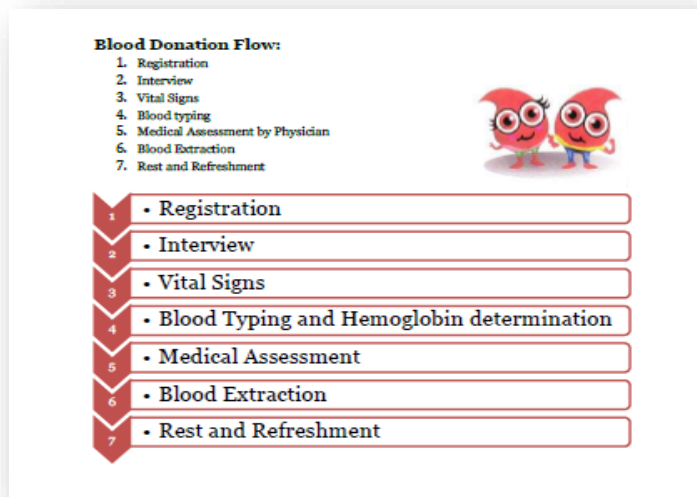 Blood Donation Flow:
1. Registration
2. Interview
3. Vital Signs
4. Blood typing
5. Medical Assessment by Physician
6. Blood Extraction
7. Rest and Refreshment
1 • Registration
2 • Interview
3 • Vital Signs
4 • Blood Typing and Hemoglobin determination
5 • Medical Assessment
6 • Blood Extraction
7 • Rest and Refreshment